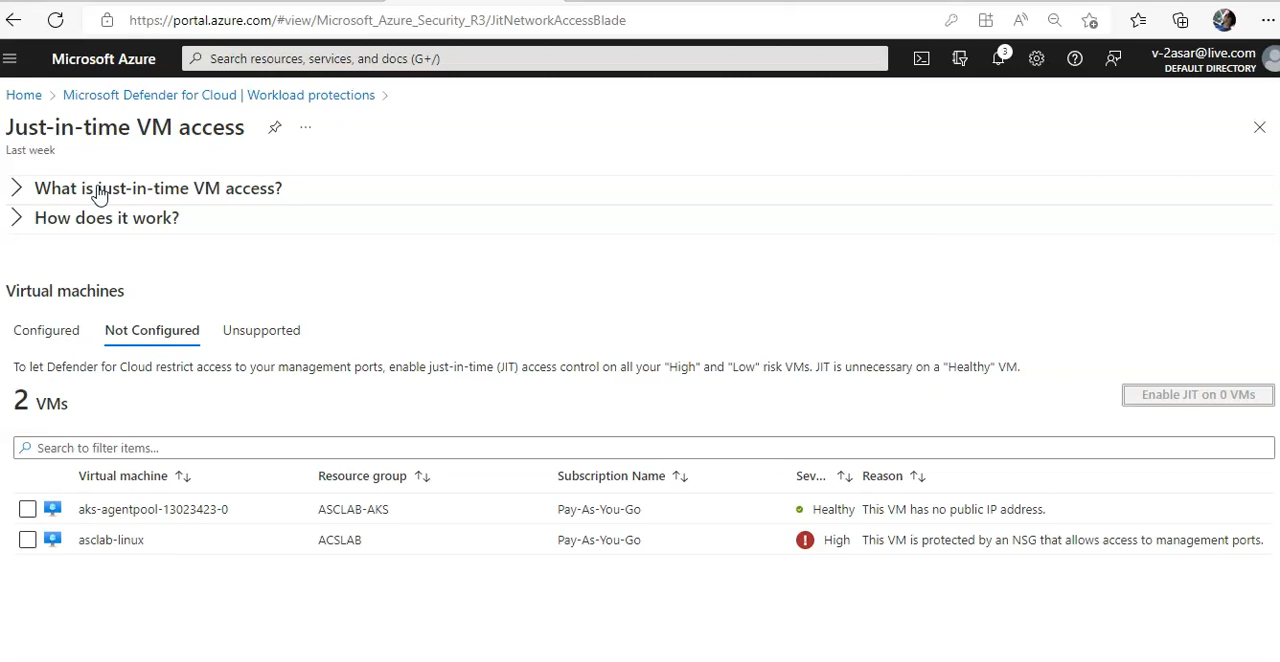 https://portal.azure.com/#view/Microsoft_Azure_Security_R3/JitNetworkAccessBlade
Microsoft Azure
Search resources, services, and docs (G+/)
3
v-2asar@live.com
DEFAULT DIRECTORY
Home > Microsoft Defender for Cloud | Workload protections >
Just-in-time VM access
Last week
What is just-in-time VM access?
How does it work?
Virtual machines
Configured Not Configured Unsupported
To let Defender for Cloud restrict access to your management ports, enable just-in-time (JIT) access control on all your "High" and "Low" risk VMs. JIT is unnecessary on a "Healthy" VM.
2 VMs
Enable JIT on 0 VMs
Search to filter items...
Virtual machine ↑↓ Resource group ↑↓ Subscription Name ↑↓ Sev... ↑↓ Reason ↑↓
aks-agentpool-13023423-0 ASCLAB-AKS Pay-As-You-Go Healthy This VM has no public IP address.
asclab-linux ACSLAB Pay-As-You-Go High This VM is protected by an NSG that allows access to management ports.